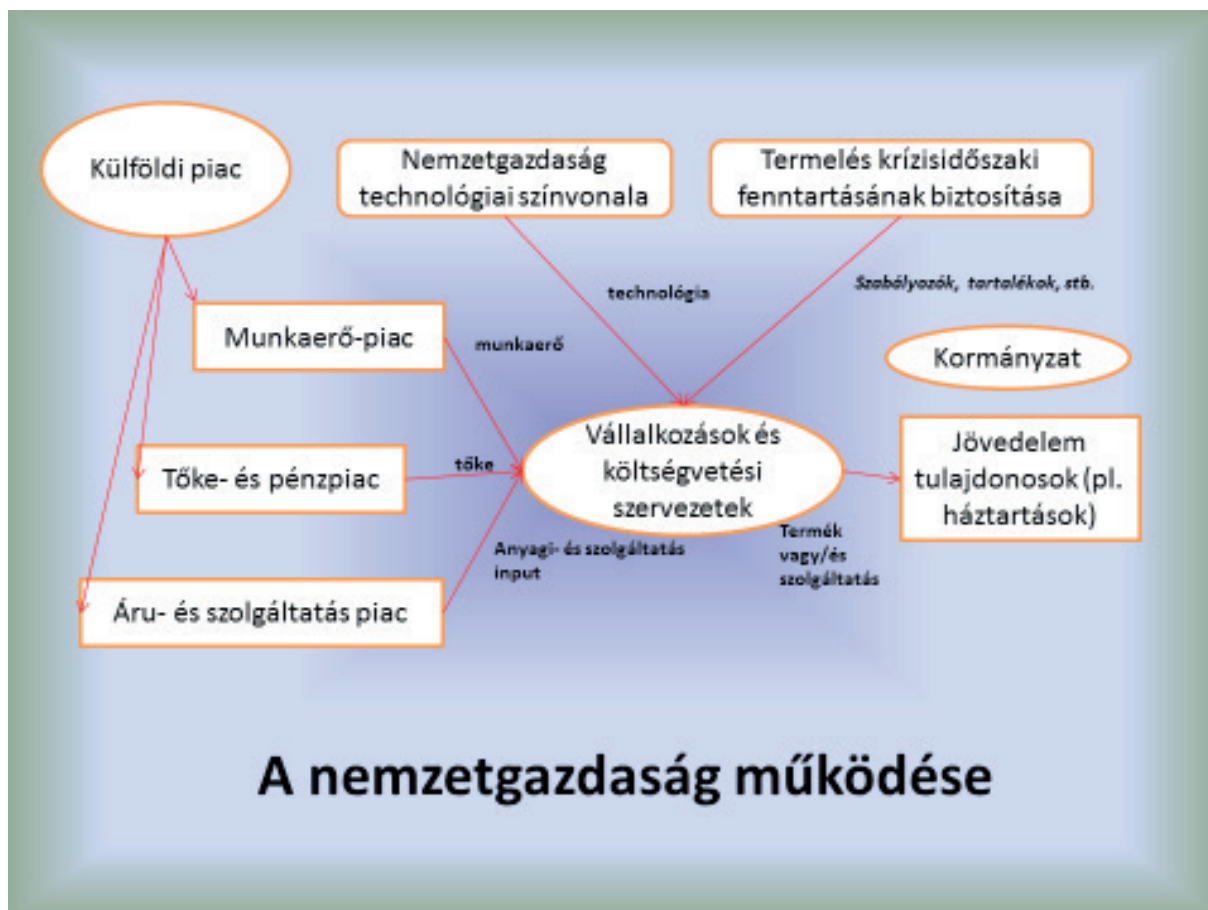 Külföldi piac
Nemzetgazdaság
technológiai színvonala
Termelés krízisidőszaki
fenntartásának biztosítása
technológia
Szabályozók, tartalékok, stb.
Munkaerő-piac
munkaerő
Kormányzat
Vállalkozások és
költségvetési
szervezetek
Jövedelem
tulajdonosok (pl.
háztartások)
Tőke- és pénzpiac
tőke
Anyagi- és szolgáltatás
input
Termék
vagy/és
szolgáltatás
Áru- és szolgáltatás piac
A nemzetgazdaság működése